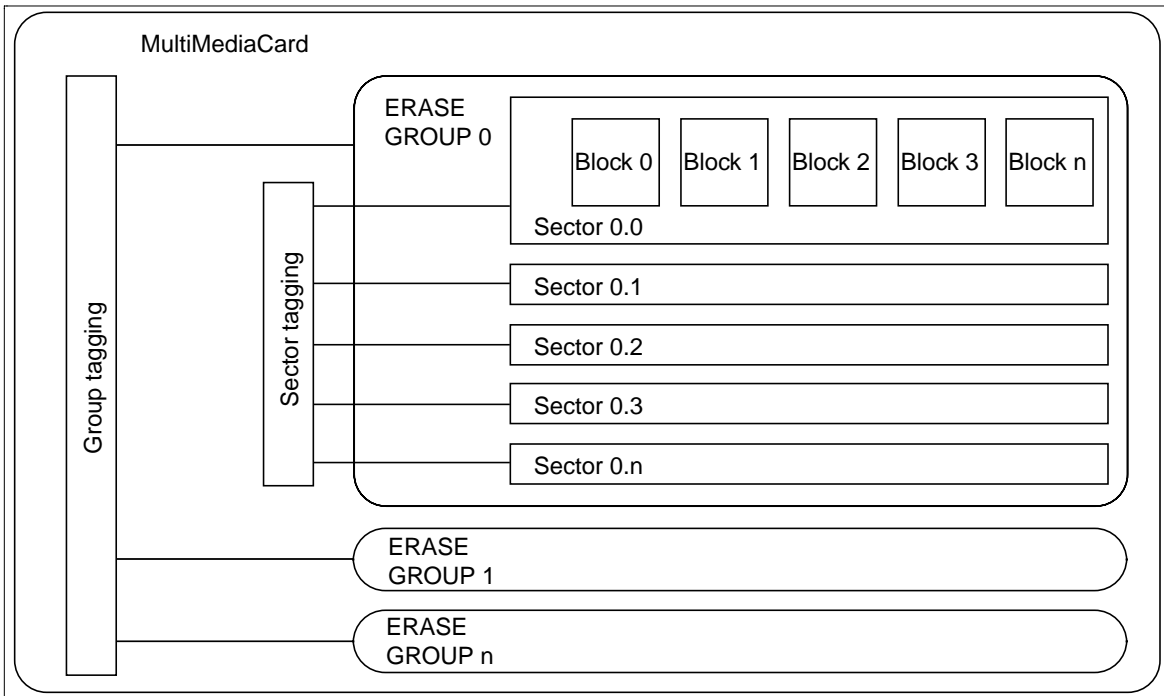 MultiMediaCard
Group tagging
Sector tagging
ERASE
GROUP 0
Block 0
Block 1
Block 2
Block 3
Block n
Sector 0.0
Sector 0.1
Sector 0.2
Sector 0.3
Sector 0.n
ERASE
GROUP 1
ERASE
GROUP n